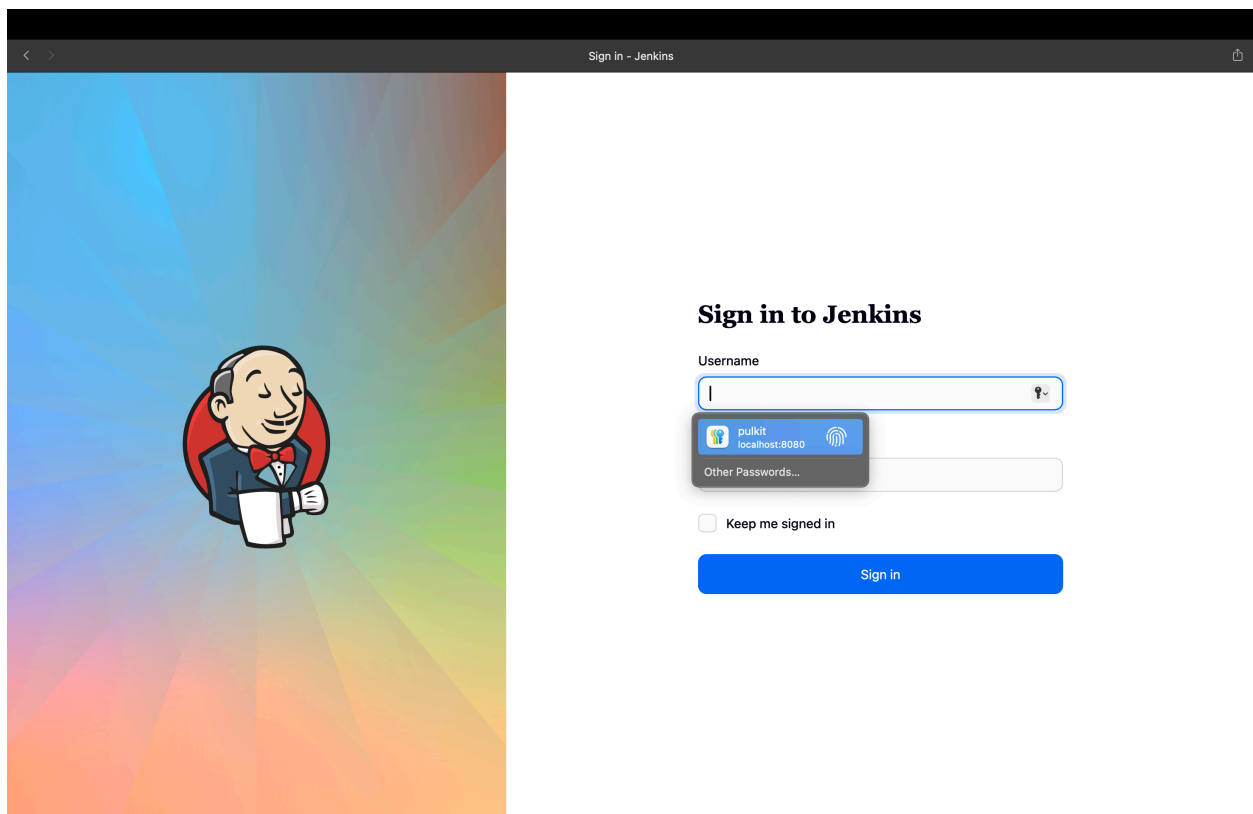 Sign in - Jenkins
Sign in to Jenkins
Username
pulkit
localhost:8080
Other Passwords...
Keep me signed in
Sign in